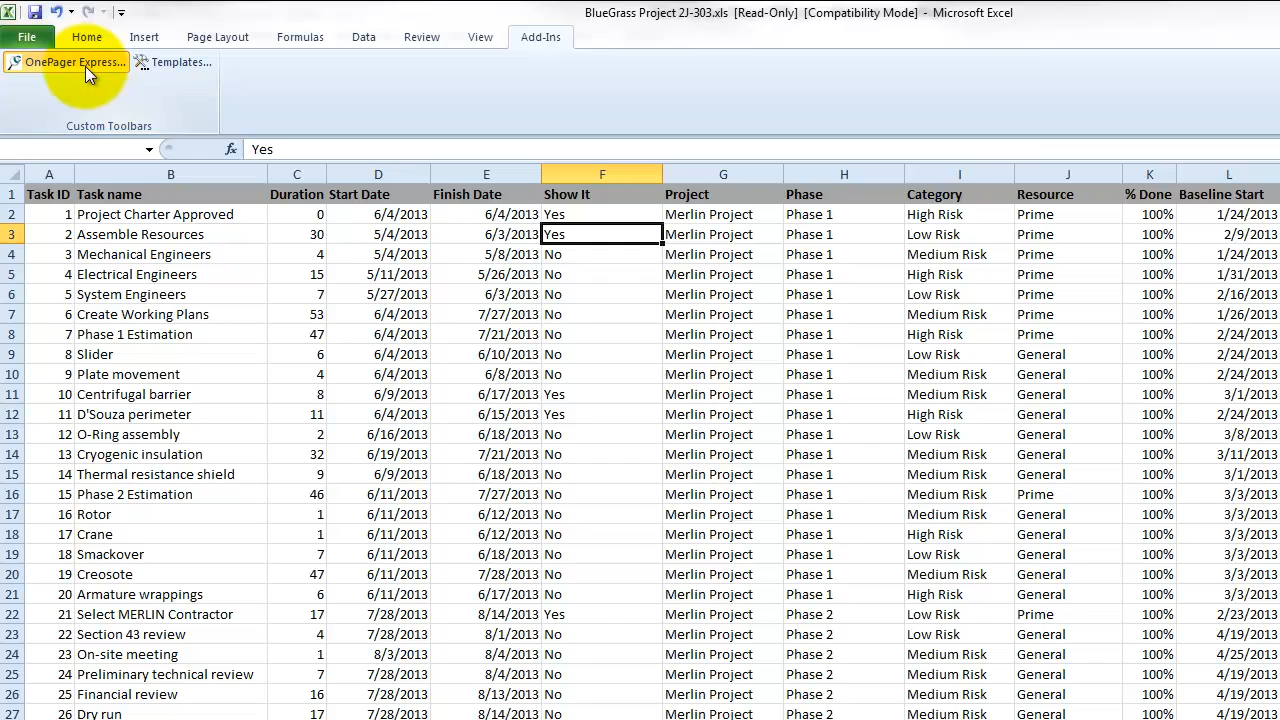 BlueGrass Project 2J-303.xls [Read-Only] [Compatibility Mode] - Microsoft Excel
File Home Insert Page Layout Formulas Data Review View Add-Ins
OnePager Express... Templates...
Custom Toolbars
fx Yes
A B C D E F G H I J K L
1 Task ID Task name Duration Start Date Finish Date Show It Project Phase Category Resource % Done Baseline Start
2 1 Project Charter Approved 0 6/4/2013 6/4/2013 Yes Merlin Project Phase 1 High Risk Prime 100% 1/24/2013
3 2 Assemble Resources 30 5/4/2013 6/3/2013 Yes Merlin Project Phase 1 Low Risk Prime 100% 2/9/2013
4 3 Mechanical Engineers 4 5/4/2013 5/8/2013 No Merlin Project Phase 1 Medium Risk Prime 100% 1/24/2013
5 4 Electrical Engineers 15 5/11/2013 5/26/2013 No Merlin Project Phase 1 High Risk Prime 100% 1/31/2013
6 5 System Engineers 7 5/27/2013 6/3/2013 No Merlin Project Phase 1 Low Risk Prime 100% 2/16/2013
7 6 Create Working Plans 53 6/4/2013 7/27/2013 No Merlin Project Phase 1 Medium Risk Prime 100% 1/26/2013
8 7 Phase 1 Estimation 47 6/4/2013 7/21/2013 No Merlin Project Phase 1 High Risk Prime 100% 2/24/2013
9 8 Slider 6 6/4/2013 6/10/2013 No Merlin Project Phase 1 Low Risk General 100% 2/24/2013
10 9 Plate movement 4 6/4/2013 6/8/2013 No Merlin Project Phase 1 Medium Risk General 100% 2/24/2013
11 10 Centrifugal barrier 8 6/9/2013 6/17/2013 Yes Merlin Project Phase 1 Medium Risk General 100% 3/1/2013
12 11 D'Souza perimeter 11 6/4/2013 6/15/2013 Yes Merlin Project Phase 1 High Risk General 100% 2/24/2013
13 12 O-Ring assembly 2 6/16/2013 6/18/2013 No Merlin Project Phase 1 Low Risk General 100% 3/8/2013
14 13 Cryogenic insulation 32 6/19/2013 7/21/2013 No Merlin Project Phase 1 Medium Risk General 100% 3/11/2013
15 14 Thermal resistance shield 9 6/9/2013 6/18/2013 No Merlin Project Phase 1 Medium Risk General 100% 3/1/2013
16 15 Phase 2 Estimation 46 6/11/2013 7/27/2013 No Merlin Project Phase 1 Medium Risk Prime 100% 3/3/2013
17 16 Rotor 1 6/11/2013 6/12/2013 No Merlin Project Phase 1 Medium Risk General 100% 3/3/2013
18 17 Crane 1 6/11/2013 6/12/2013 No Merlin Project Phase 1 High Risk General 100% 3/3/2013
19 18 Smackover 7 6/11/2013 6/18/2013 No Merlin Project Phase 1 Low Risk General 100% 3/3/2013
20 19 Creosote 47 6/11/2013 7/28/2013 No Merlin Project Phase 1 Medium Risk General 100% 3/3/2013
21 20 Armature wrappings 6 6/11/2013 6/17/2013 No Merlin Project Phase 1 High Risk General 100% 3/3/2013
22 21 Select MERLIN Contractor 17 7/28/2013 8/14/2013 Yes Merlin Project Phase 2 Low Risk Prime 100% 2/23/2013
23 22 Section 43 review 4 7/28/2013 8/1/2013 No Merlin Project Phase 2 Low Risk General 100% 4/19/2013
24 23 On-site meeting 1 8/3/2013 8/4/2013 No Merlin Project Phase 2 Medium Risk General 100% 4/25/2013
25 24 Preliminary technical review 7 7/28/2013 8/4/2013 No Merlin Project Phase 2 Medium Risk General 100% 4/19/2013
26 25 Financial review 16 7/28/2013 8/13/2013 No Merlin Project Phase 2 Medium Risk General 100% 4/19/2013
27 26 Dry run 17 7/28/2013 8/14/2013 No Merlin Project Phase 2 Medium Risk General 100% 4/19/2013